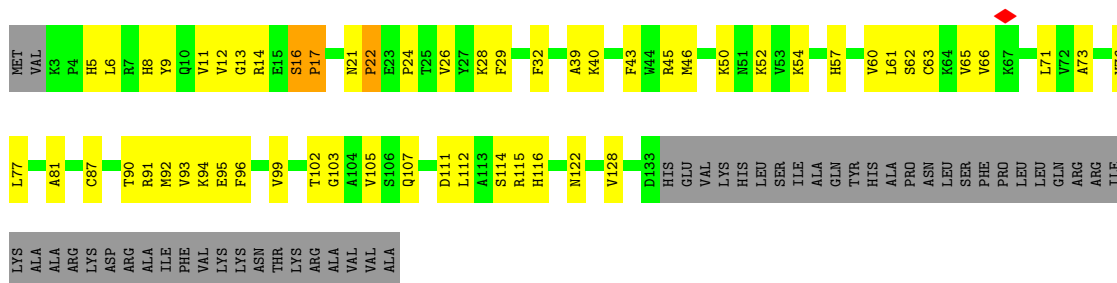 MET VAL K3 P4 H5 L6 R7 H8 Y9 Q10 V11 V12 G13 R14 E15 S16 P17 N21 P22 E23 P24 T25 V26 Y27 K28 F29 F32 A39 K40 F43 W44 R45 M46 K50 N51 K52 V53 K54 H57 V60 L61 S62 C63 K64 V65 V66 K67 L71 V72 A73
L77 A81 C87 T90 R91 M92 V93 K94 E95 F96 V99 T102 G103 A104 V105 S106 Q107 D111 L112 A113 S114 R115 H116 N122 V128 D133 HIS GLU VAL LYS HIS LEU SER ILE ALA GLN TYR HIS ALA PRO ASN LEU SER PHE PRO LEU LEU GLN ARG ARG ILE
LYS ALA ALA ARG LYS ASP ARG ALA ILE PHE VAL LYS LYS ASN THR LYS ARG ALA VAL VAL ALA